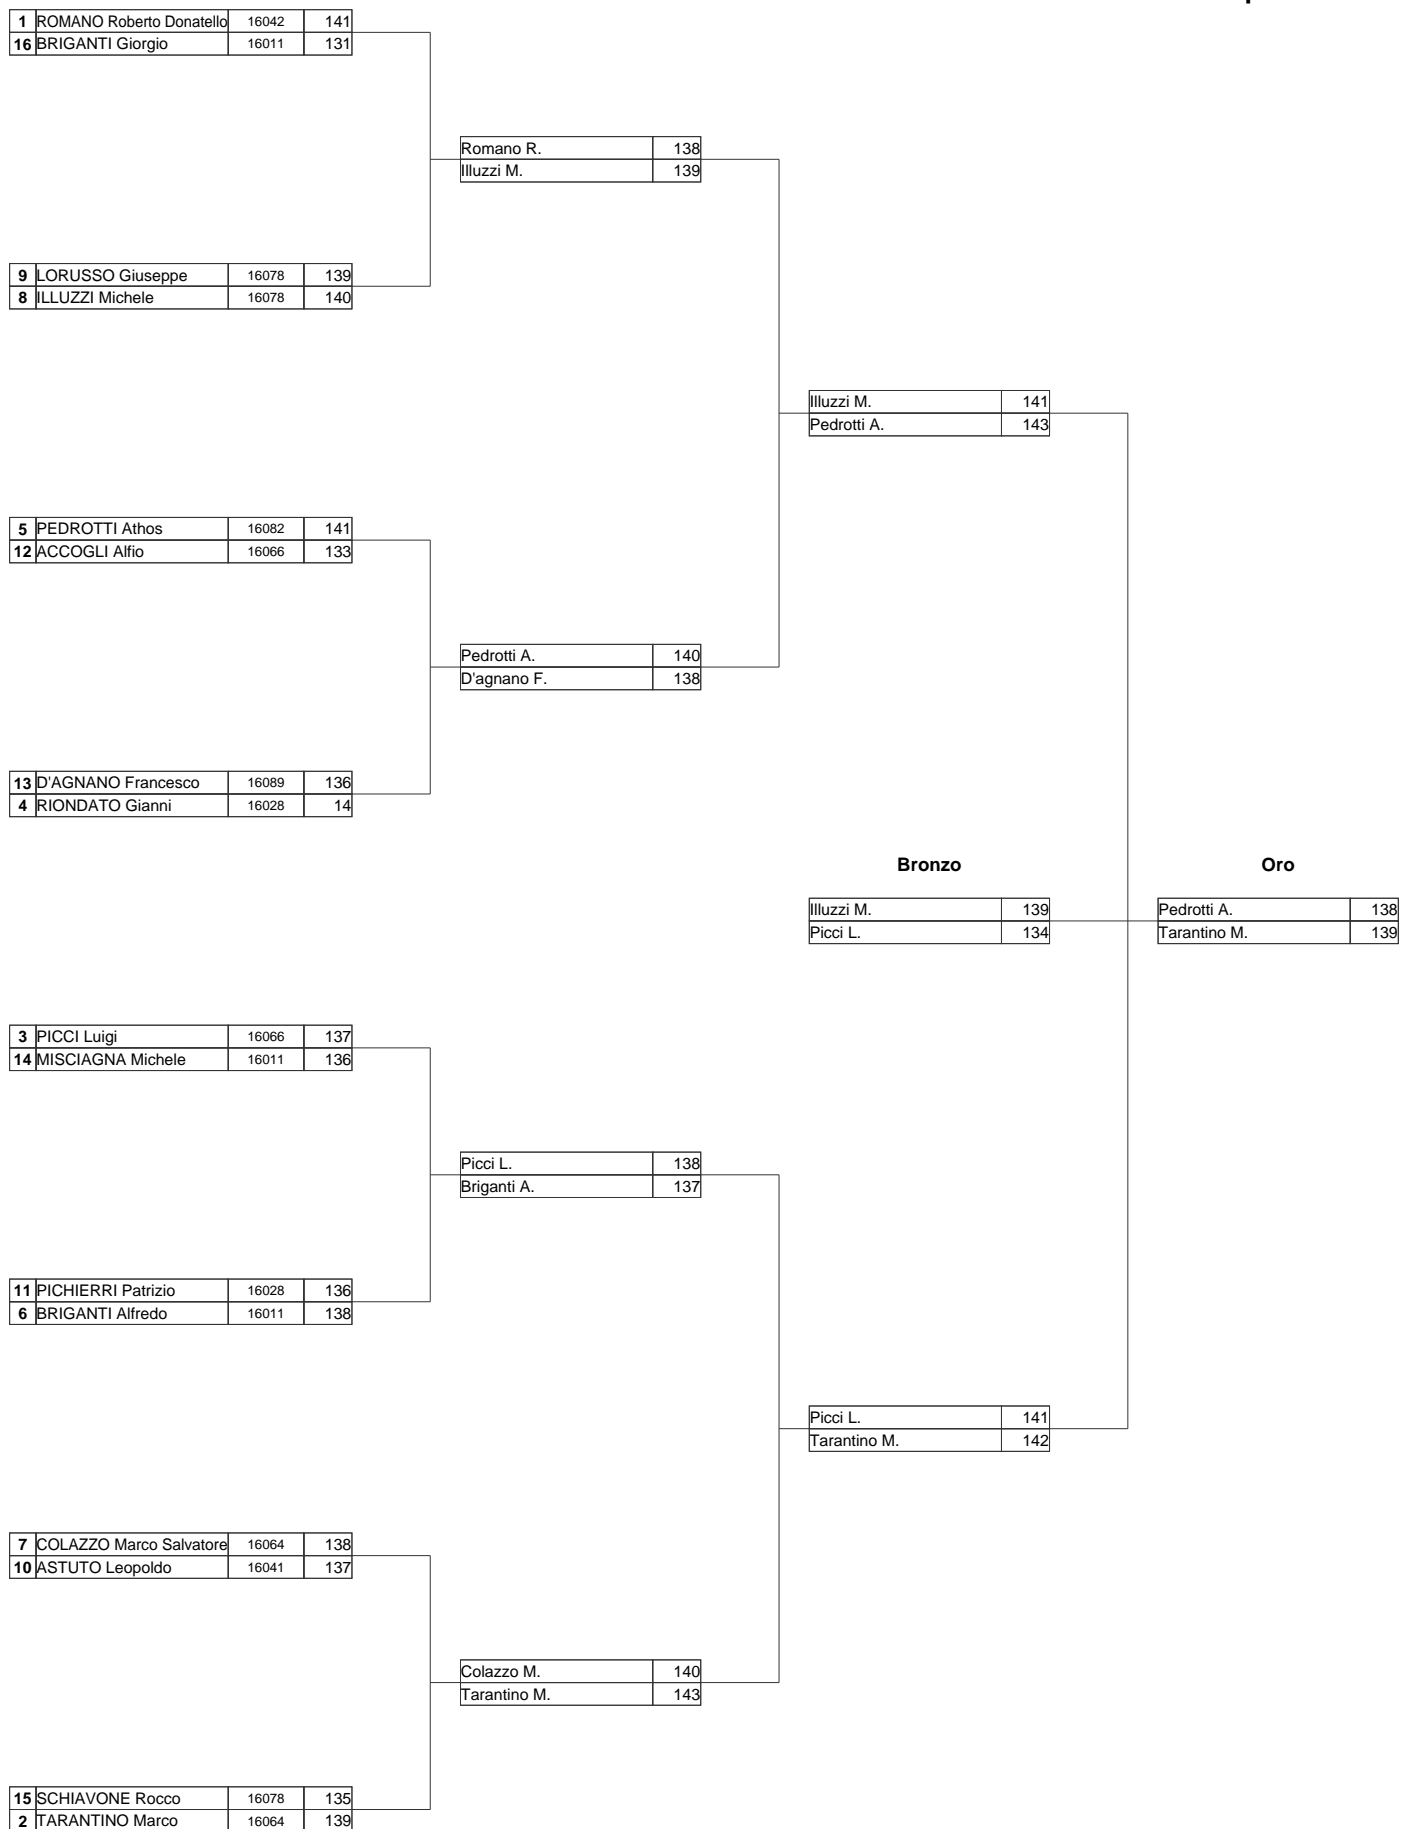 1 ROMANO Roberto Donatello 16042 141
16 BRIGANTI Giorgio 16011 131
Romano R. 138
Illuzzi M. 139
9 LORUSSO Giuseppe 16078 139
8 ILLUZZI Michele 16078 140
Illuzzi M. 141
Pedrotti A. 143
5 PEDROTTI Athos 16082 141
12 ACCOGLI Alfio 16066 133
Pedrotti A. 140
D'agnano F. 138
13 D'AGNANO Francesco 16089 136
4 RIONDATO Gianni 16028 14
Bronzo Oro
Illuzzi M. 139 Pedrotti A. 138
Picci L. 134 Tarantino M. 139
3 PICCI Luigi 16066 137
14 MISCIAGNA Michele 16011 136
Picci L. 138
Briganti A. 137
11 PICHIERRI Patrizio 16028 136
6 BRIGANTI Alfredo 16011 138
Picci L. 141
Tarantino M. 142
7 COLAZZO Marco Salvatore 16064 138
10 ASTUTO Leopoldo 16041 137
Colazzo M. 140
Tarantino M. 143
15 SCHIAVONE Rocco 16078 135
2 TARANTINO Marco 16064 139